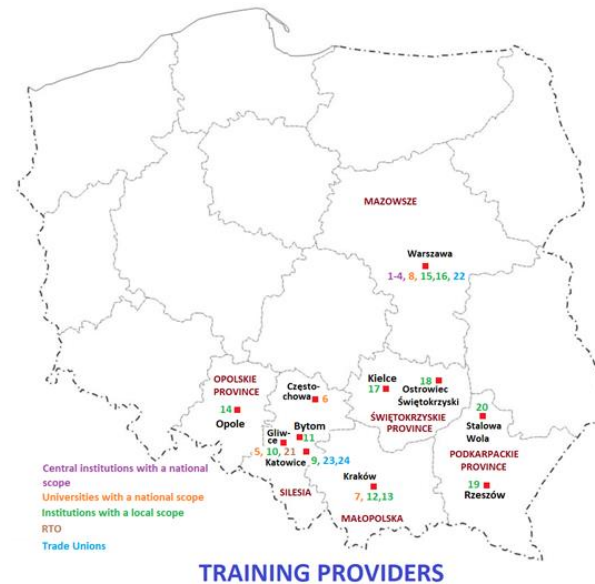 MAZOWSZE
Warszawa
1-4, 8, 15,16, 22
OPOLSKIE
PROVINCE
14
Opole
Często-
chowa
6
Kielce
17
18
Ostrowiec
Świętokrzyski
ŚWIĘTOKRZYSKIE
PROVINCE
20
Stalowa
Wola
PODKARPACKIE
PROVINCE
19
Rzeszów
Bytom
11
Gliw-
ce
5, 10, 21
Katowice
9, 23,24
SILESIA
Kraków
7, 12,13
MAŁOPOLSKA
Central institutions with a national
scope
Universities with a national scope
Institutions with a local scope
RTO
Trade Unions
TRAINING PROVIDERS